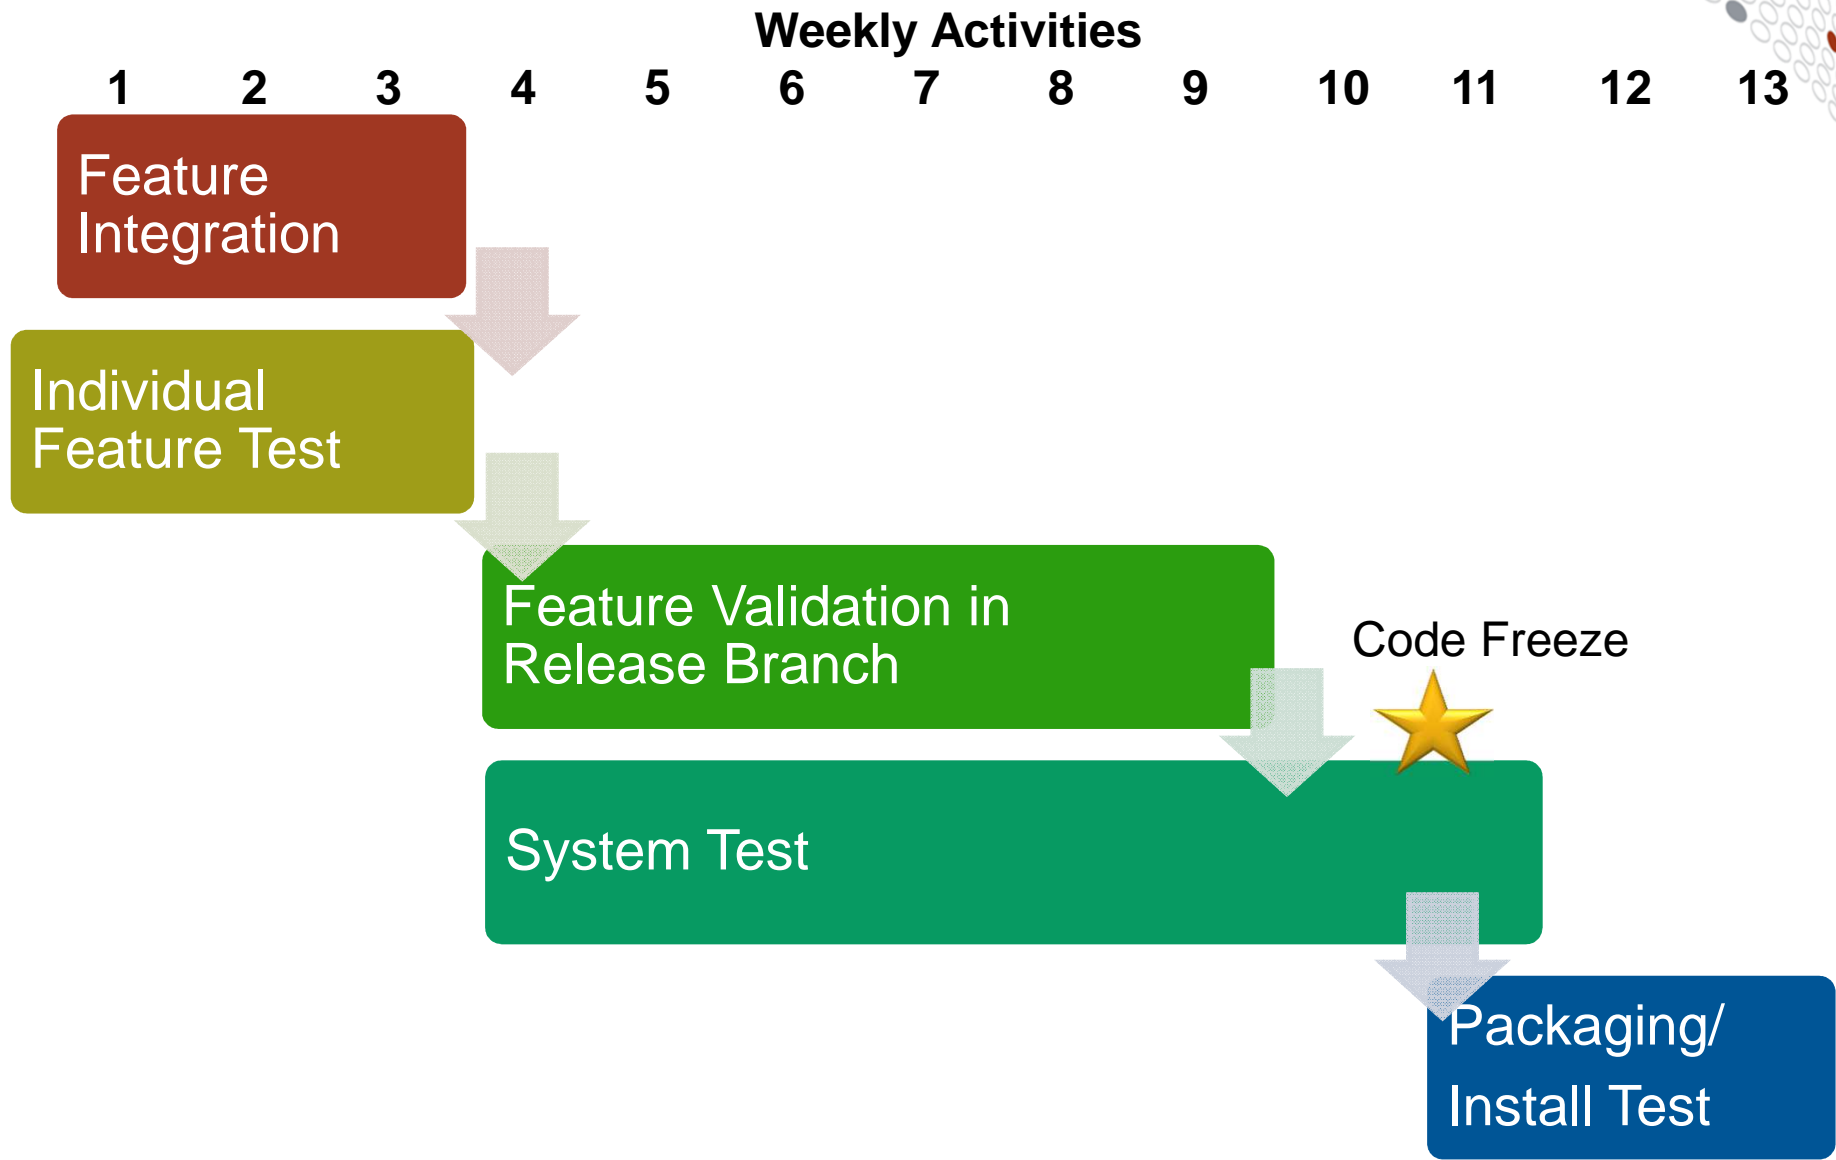 Weekly Activities
1 2 3 4 5 6 7 8 9 10 11 12 13
Feature
Integration
Individual
Feature Test
Feature Validation in
Release Branch
Code Freeze
System Test
Packaging/
Install Test